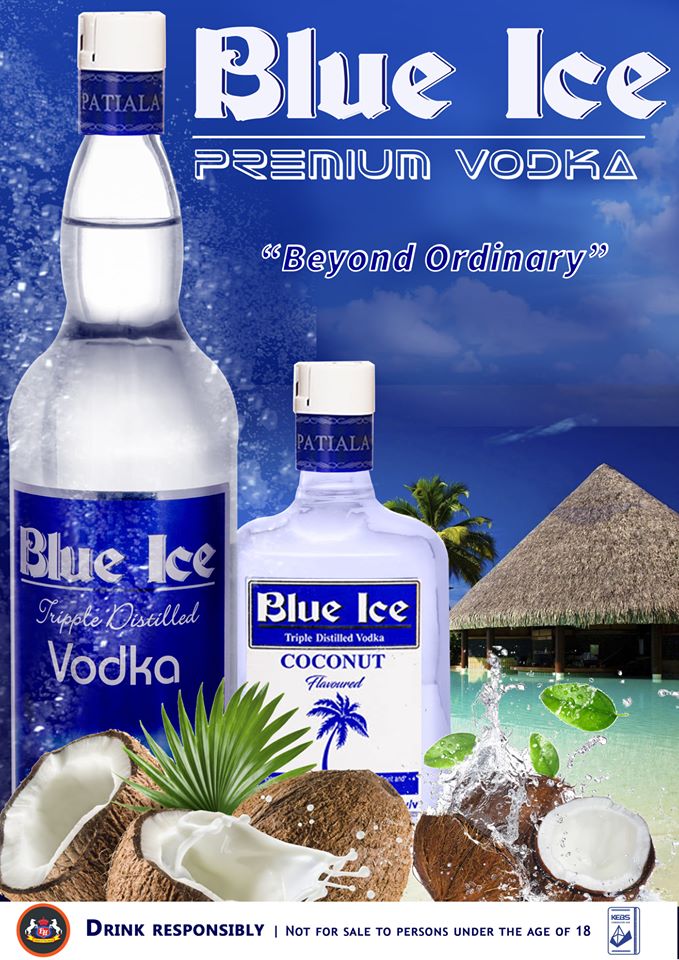 Blue Ice
PREMIUM VODKA
“Beyond Ordinary”
PATIALA
Blue Ice
Tripple Distilled
Vodka
PATIALA
Blue Ice
Triple Distilled Vodka
COCONUT
Flavoured
DRINK RESPONSIBLY | NOT FOR SALE TO PERSONS UNDER THE AGE OF 18
KEBS